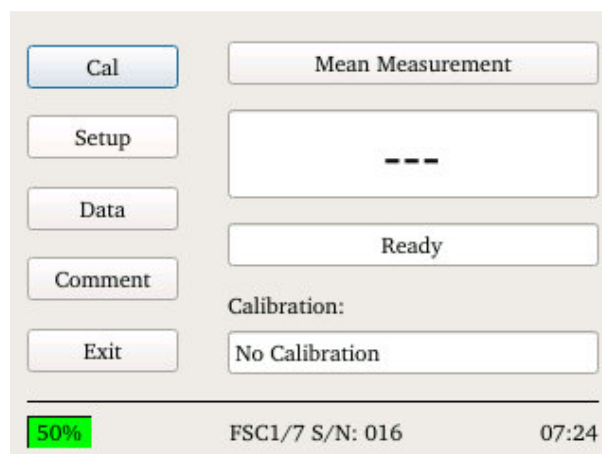 Cal
Mean Measurement
Setup
---
Data
Ready
Comment
Calibration:
Exit
No Calibration
50%
FSC1/7 S/N: 016
07:24